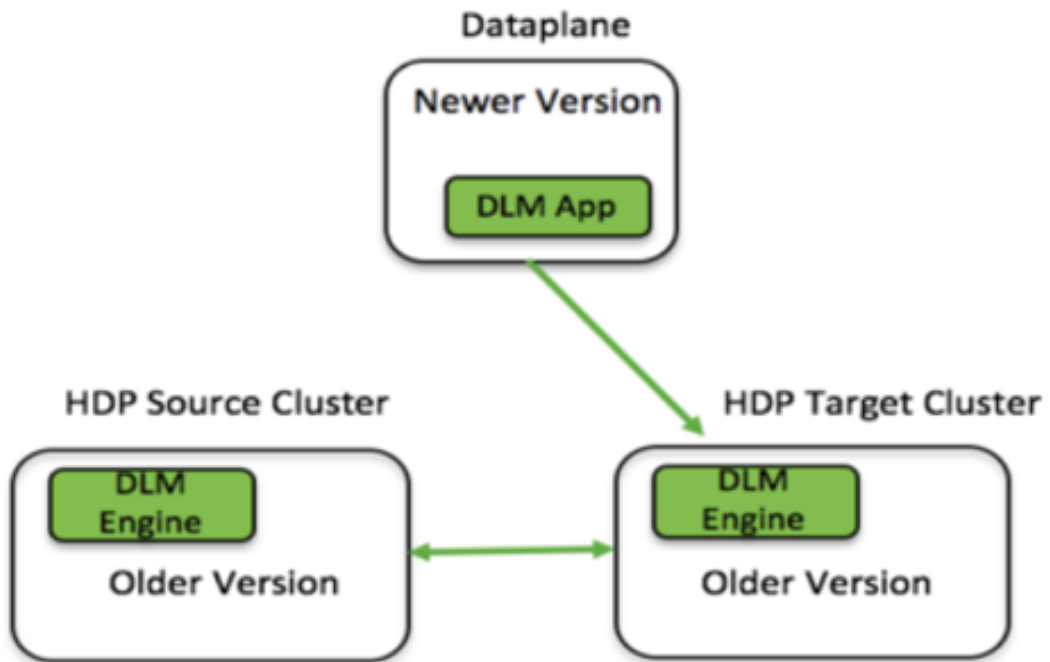 Dataplane
Newer Version
DLM App
HDP Source Cluster
HDP Target Cluster
DLM
Engine
Older Version
DLM
Engine
Older Version